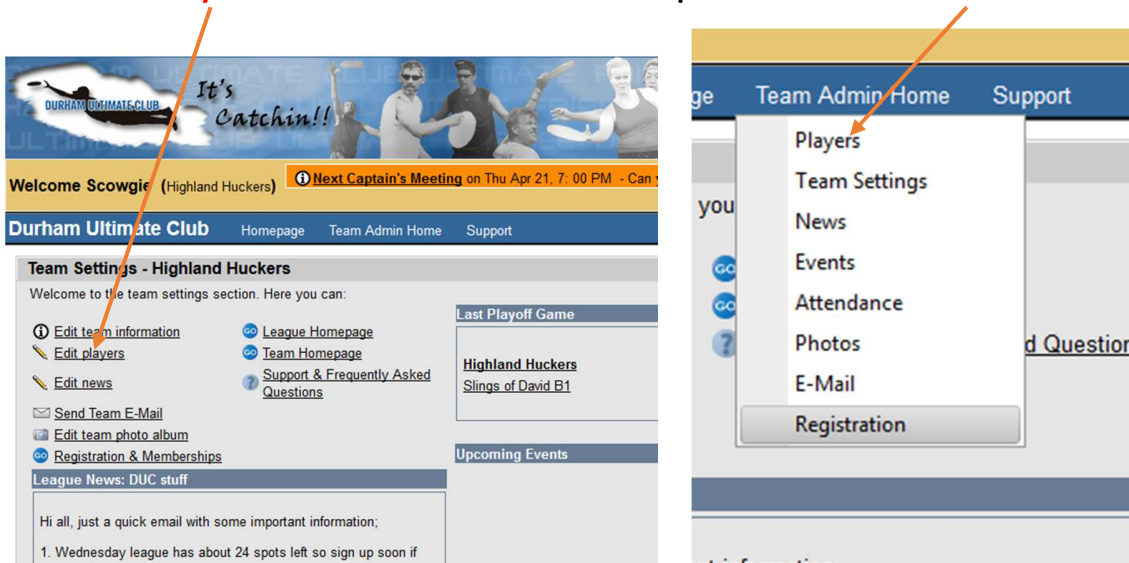 It's
Catchin!!
DURHAM ULTIMATE CLUB
Welcome Scowgie (Highland Huckers) Next Captain's Meeting on Thu Apr 21, 7: 00 PM - Can
Durham Ultimate Club Homepage Team Admin Home Support
Team Settings - Highland Huckers
Welcome to the team settings section. Here you can:
Edit team information
Edit players
Edit news
Send Team E-Mail
Edit team photo album
Registration & Memberships
GO League Homepage
GO Team Homepage
? Support & Frequently Asked
Questions
Last Playoff Game
Highland Huckers
Slings of David B1
Upcoming Events
League News: DUC stuff
Hi all, just a quick email with some important information;
1. Wednesday league has about 24 spots left so sign up soon if
ge Team Admin Home Support
Players
Team Settings
News
Events
Attendance
Photos
E-Mail
Registration
you
GO
GO
?
d Question